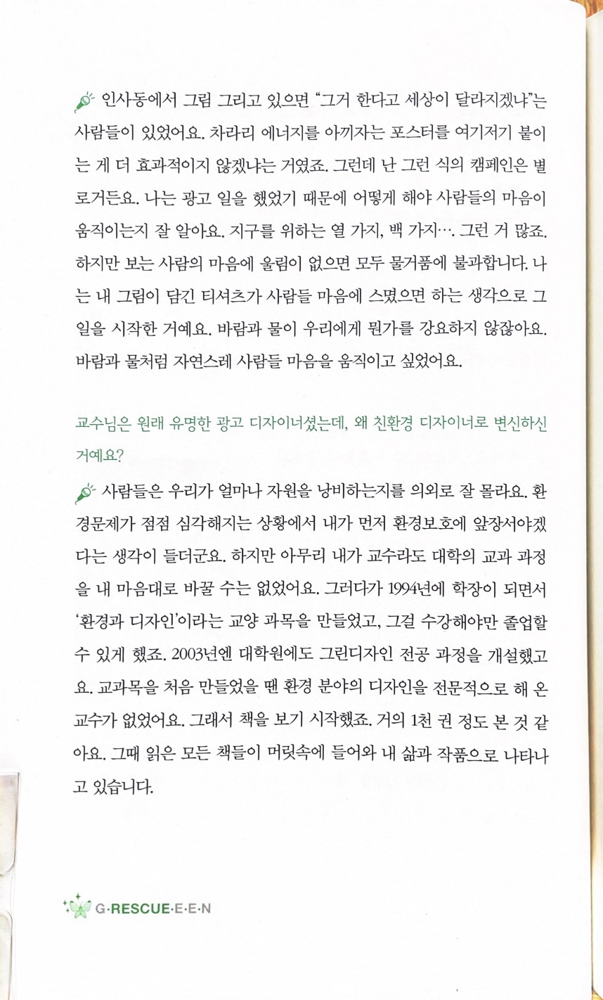 인사동에서 그림 그리고 있으면 “그거 한다고 세상이 달라지겠냐”는
사람들이 있었어요. 차라리 에너지를 아끼자는 포스터를 여기저기 붙이
는 게 더 효과적이지 않겠냐는 거였죠. 그런데 난 그런 식의 캠페인은 별
로거든요. 나는 광고 일을 했었기 때문에 어떻게 해야 사람들의 마음이
움직이는지 잘 알아요. 지구를 위하는 열 가지, 백 가지…. 그런 거 많죠.
하지만 보는 사람의 마음에 울림이 없으면 모두 물거품에 불과합니다. 나
는 내 그림이 담긴 티셔츠가 사람들 마음에 스몄으면 하는 생각으로 그
일을 시작한 거예요. 바람과 물이 우리에게 뭔가를 강요하지 않잖아요.
바람과 물처럼 자연스레 사람들 마음을 움직이고 싶었어요.
교수님은 원래 유명한 광고 디자이너셨는데, 왜 친환경 디자이너로 변신하신
거예요?
사람들은 우리가 얼마나 자원을 낭비하는지를 의외로 잘 몰라요. 환
경문제가 점점 심각해지는 상황에서 내가 먼저 환경보호에 앞장서야겠
다는 생각이 들더군요. 하지만 아무리 내가 교수라도 대학의 교과 과정
을 내 마음대로 바꿀 수는 없었어요. 그러다가 1994년에 학장이 되면서
‘환경과 디자인’이라는 교양 과목을 만들었고, 그걸 수강해야만 졸업할
수 있게 했죠. 2003년엔 대학원에도 그린디자인 전공 과정을 개설했고
요. 교과목을 처음 만들었을 땐 환경 분야의 디자인을 전문적으로 해 온
교수가 없었어요. 그래서 책을 보기 시작했죠. 거의 1천 권 정도 본 것 같
아요. 그때 읽은 모든 책들이 머릿속에 들어와 내 삶과 작품으로 나타나
고 있습니다.
G·RESCUE·E·E·N